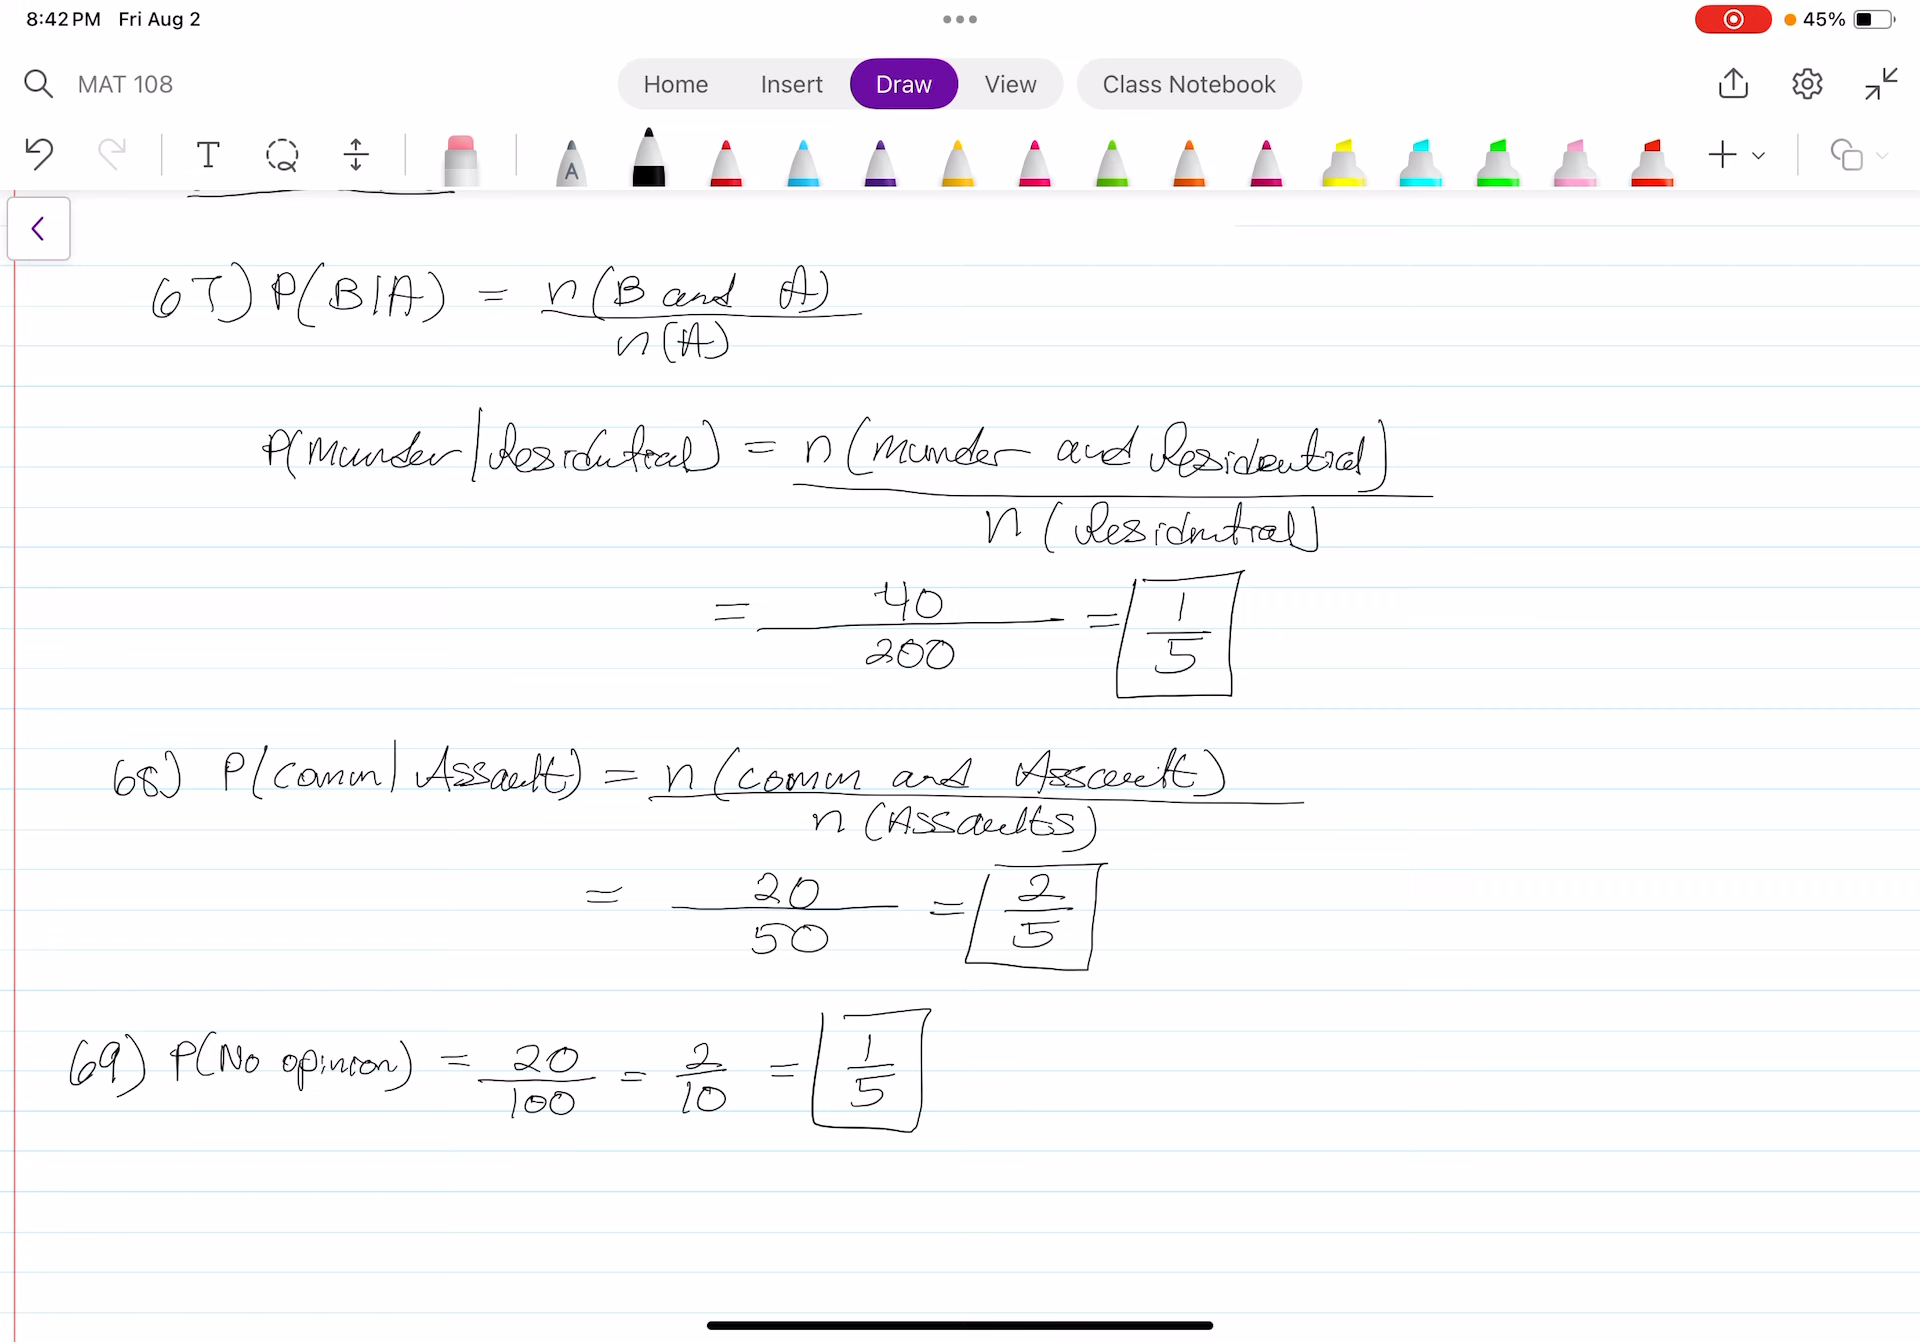 8:42 PM Fri Aug 2
45%
MAT 108
Home Insert Draw View Class Notebook
T A
67) P(B|A) = n(B and A)
n(A)
P(Murder|Residential) = n(Murder and Residential)
n(Residential)
= 40 = 1
200 5
68) P(comm|Assault) = n(comm and Assault)
n(Assaults)
= 20 = 2
50 5
69) P(No opinion) = 20 = 2 = 1
100 10 5